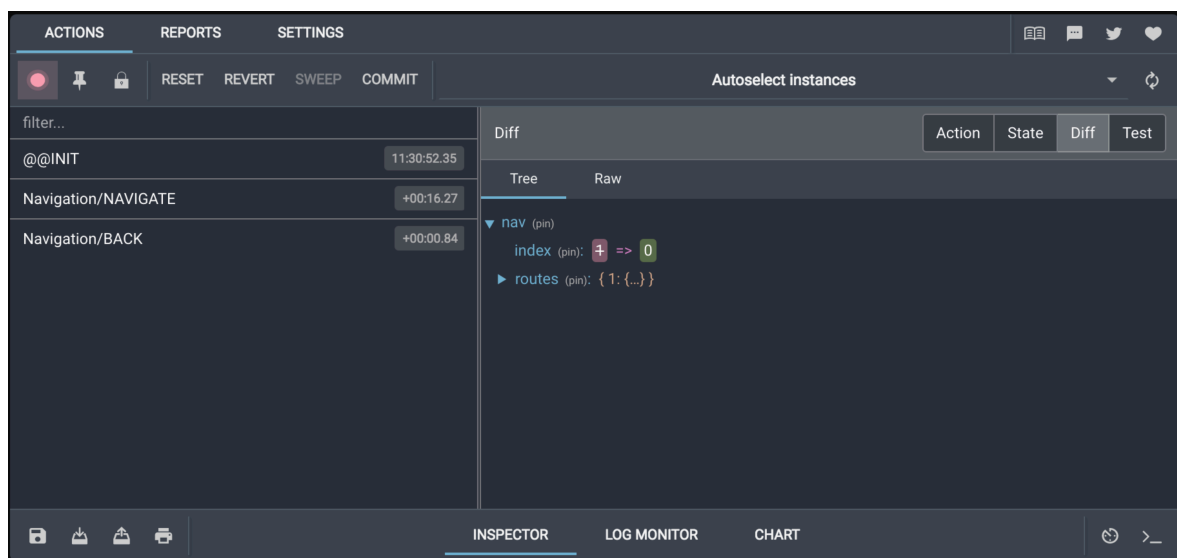 ACTIONS REPORTS SETTINGS
RESET REVERT SWEEP COMMIT Autoselect instances
filter...
Diff Action State Diff Test
@@INIT 11:30:52.35
Tree Raw
Navigation/NAVIGATE +00:16.27
nav (pin)
Navigation/BACK +00:00.84
index (pin): 1 => 0
routes (pin): { 1: {...} }
INSPECTOR LOG MONITOR CHART